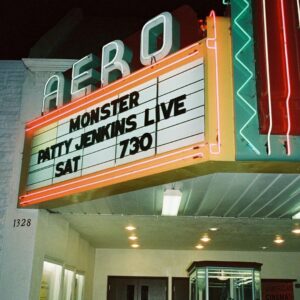 AERO
MONSTER
PATTY JENKINS LIVE
SAT 730
1328